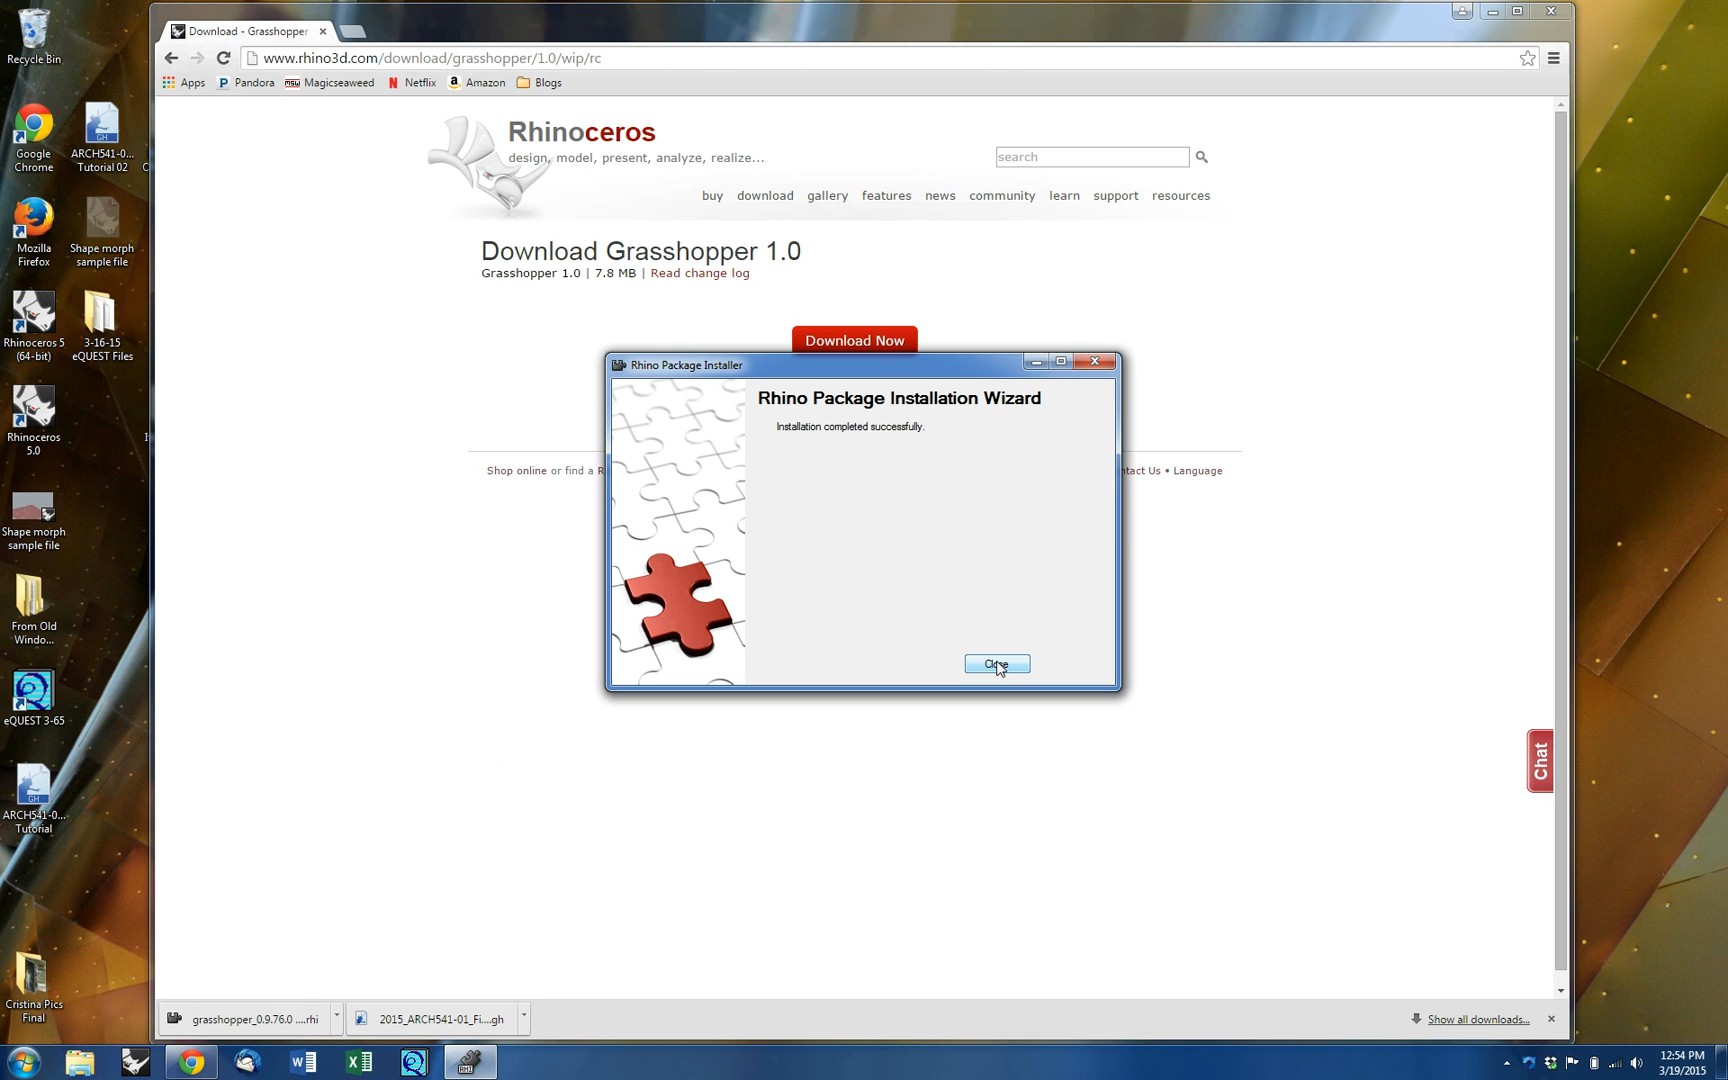 Download - Grasshopper
www.rhino3d.com/download/grasshopper/1.0/wip/rc
Apps
Pandora
Magicseaweed
Netflix
Amazon
Blogs
Rhinoceros
design, model, present, analyze, realize...
search
buy download gallery features news community learn support resources
Download Grasshopper 1.0
Grasshopper 1.0 | 7.8 MB | Read change log
Download Now
Rhino Package Installer
Rhino Package Installation Wizard
Installation completed successfully.
Shop online or find a R
tact Us • Language
Chat
grasshopper_0.9.76.0 ....rhi
2015_ARCH541-01_Fi....gh
Show all downloads...
Recycle Bin
Google
Chrome
ARCH541-0...
Tutorial 02
Mozilla
Firefox
Shape morph
sample file
Rhinoceros 5
(64-bit)
3-16-15
eQUEST Files
Rhinoceros
5.0
Shape morph
sample file
From Old
Windo...
eQUEST 3-65
GH
ARCH541-0...
Tutorial
Cristina Pics
Final
12:54 PM
3/19/2015